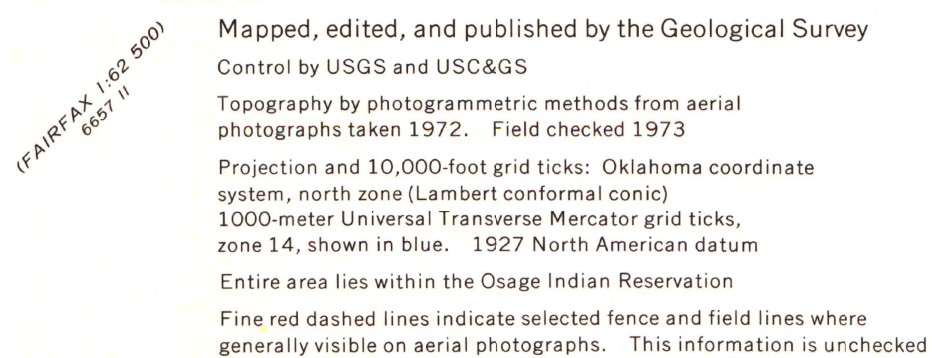 (FAIRFAX 1:62 500)
6657 II
Mapped, edited, and published by the Geological Survey
Control by USGS and USC&GS
Topography by photogrammetric methods from aerial
photographs taken 1972. Field checked 1973
Projection and 10,000-foot grid ticks: Oklahoma coordinate
system, north zone (Lambert conformal conic)
1000-meter Universal Transverse Mercator grid ticks,
zone 14, shown in blue. 1927 North American datum
Entire area lies within the Osage Indian Reservation
Fine red dashed lines indicate selected fence and field lines where
generally visible on aerial photographs. This information is unchecked